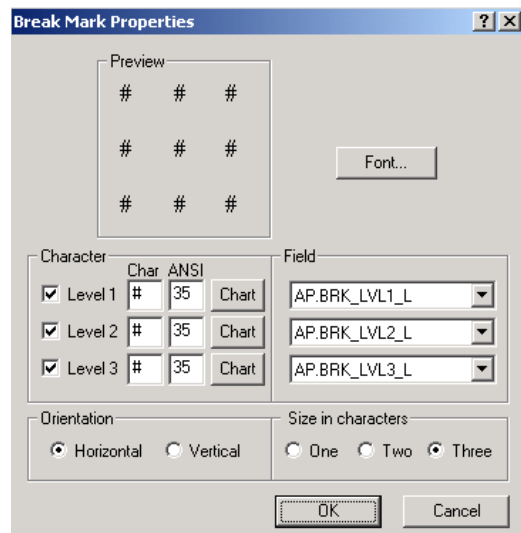 Break Mark Properties
Preview
# # #
# # #
# # #
Font...
Character
Char ANSI
Level 1 # 35 Chart
Level 2 # 35 Chart
Level 3 # 35 Chart
Field
AP.BRK_LVL1_L
AP.BRK_LVL2_L
AP.BRK_LVL3_L
Orientation
Horizontal Vertical
Size in characters
One Two Three
OK Cancel